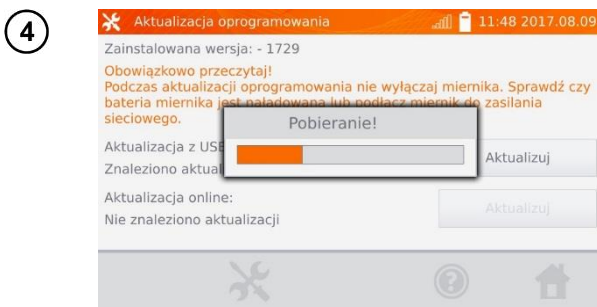 4
Aktualizacja oprogramowania 11:48 2017.08.09
Zainstalowana wersja: - 1729
Obowiązkowo przeczytaj!
Podczas aktualizacji oprogramowania nie wyłączaj miernika. Sprawdź czy
bateria miernika jest naładowana lub podłącz miernik do zasilania
sieciowego.
Pobieranie!
Aktualizacja z USB
Znaleziono aktual
Aktualizuj
Aktualizacja online:
Nie znaleziono aktualizacji
Aktualizuj
?